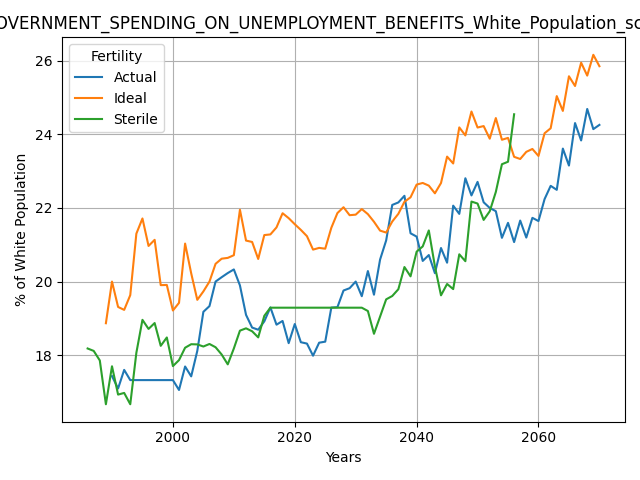 OVERNMENT_SPENDING_ON_UNEMPLOYMENT_BENEFITS_White_Population_sc
Fertility
Actual
Ideal
Sterile
26
24
22
20
18
% of White Population
2000 2020 2040 2060
Years